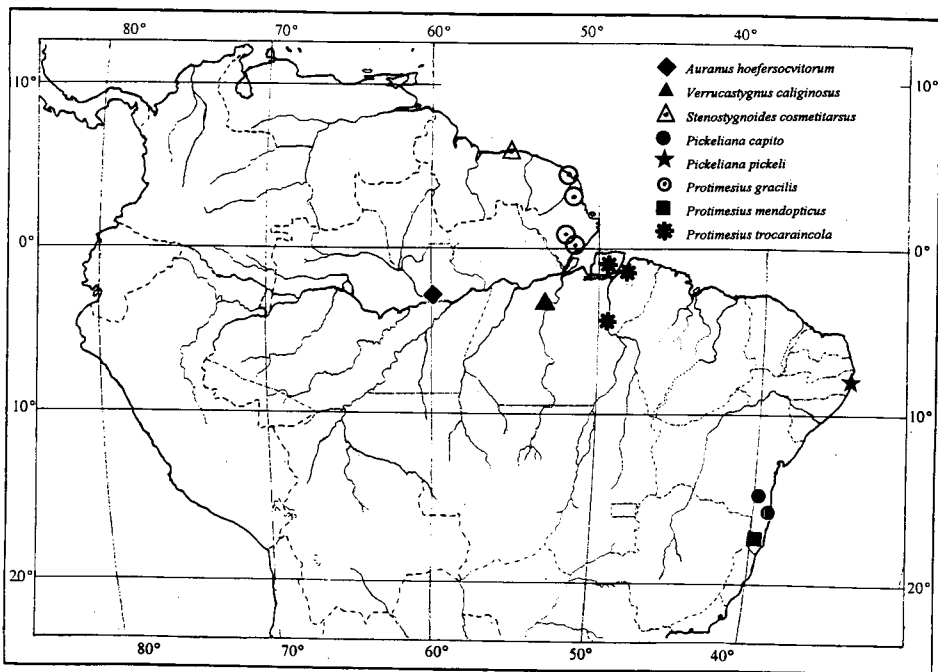 80° 70° 60° 50° 40°
10° 10°
Auranus hoefersocvitorum
Verrucastygnus caliginosus
Stenostygnoides cosmetitarsus
Pickeliana capito
Pickeliana pickeli
Protimesius gracilis
Protimesius mendopticus
Protimesius trocaraincola
0° 0°
10° 10°
20° 20°
80° 70° 60° 50° 40°